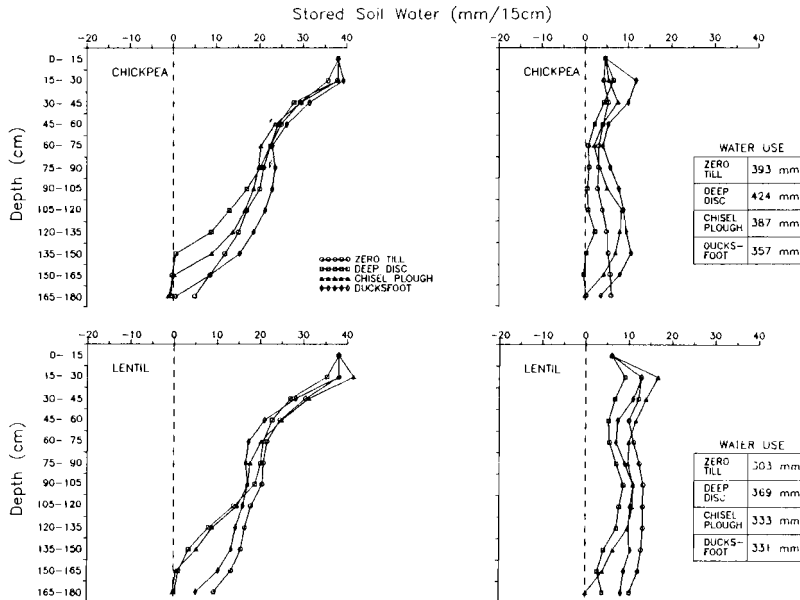 Stored Soil Water (mm/15cm)
-20 -10 0 10 20 30 40
-20 -10 0 10 20 30 40
CHICKPEA
CHICKPEA
Depth (cm)
0- 15
15- 30
30- 45
45- 60
60- 75
75- 90
90-105
105-120
120-135
135-150
150-165
165-180
ZERO TILL
DEEP DISC
CHISEL PLOUGH
DUCKSFOOT
WATER USE
ZERO TILL 393 mm
DEEP DISC 424 mm
CHISEL PLOUGH 387 mm
DUCKS-FOOT 357 mm
-20 -10 0 10 20 30 40
-20 -10 0 10 20 30 40
LENTIL
LENTIL
Depth (cm)
0- 15
15- 30
30- 45
45- 60
60- 75
75- 90
90-105
105-120
120-135
135-150
150-165
165-180
WATER USE
ZERO TILL 303 mm
DEEP DISC 369 mm
CHISEL PLOUGH 333 mm
DUCKS-FOOT mm